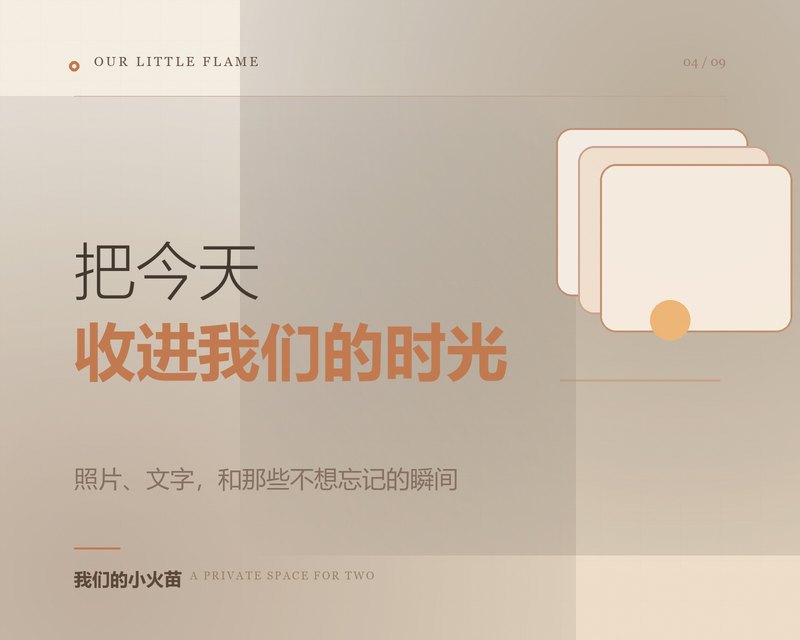 OUR LITTLE FLAME
04 / 09
把今天
收进我们的时光
照片、文字，和那些不想忘记的瞬间
我们的小火苗 A PRIVATE SPACE FOR TWO